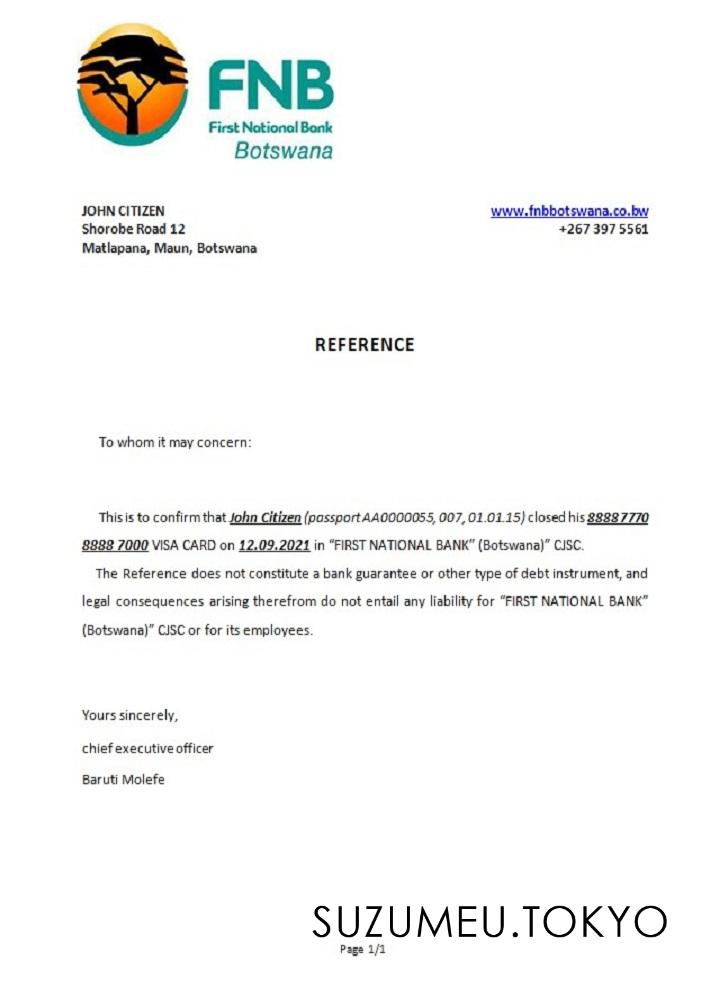 FNB
First National Bank
Botswana
JOHN CITIZEN
Shorobe Road 12
Matlapana, Maun, Botswana
www.fnbbotswana.co.bw
+267 397 5561
REFERENCE
To whom it may concern:
This is to confirm that John Citizen (passport AA0000055, 007, 01.01.15) closed his 8888 7770
8888 7000 VISA CARD on 12.09.2021 in “FIRST NATIONAL BANK” (Botswana)” CJSC.
The Reference does not constitute a bank guarantee or other type of debt instrument, and
legal consequences arising therefrom do not entail any liability for “FIRST NATIONAL BANK”
(Botswana)” CJSC or for its employees.
Yours sincerely,
chief executive officer
Baruti Molefe
SUZUMEU.TOKYO
Page 1/1